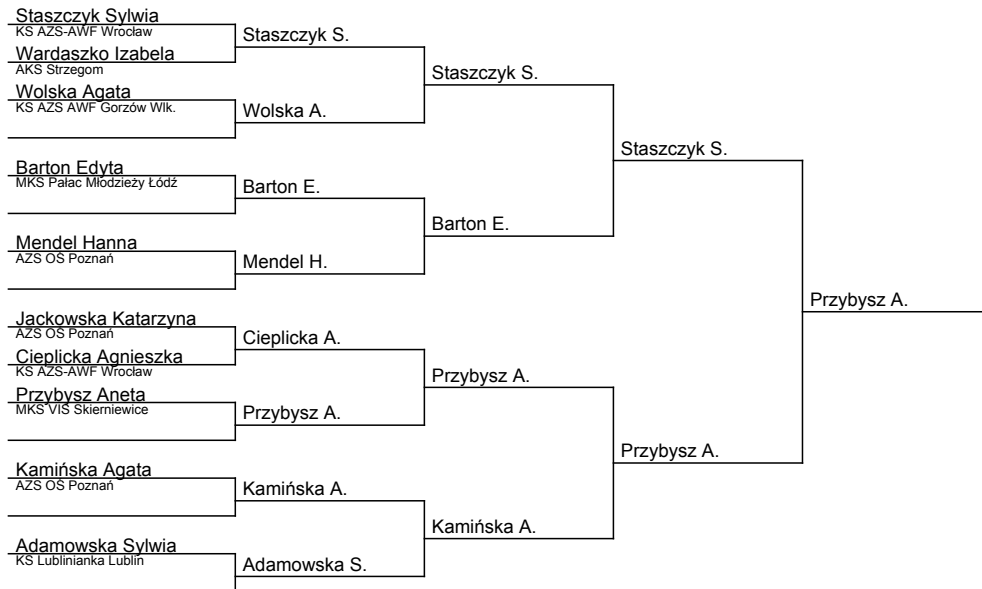 Staszczyk Sylwia
KS AZS-AWF Wrocław
Wardaszko Izabela
AKS Strzegom
Wolska Agata
KS AZS AWF Gorzów Wlk.
Barton Edyta
MKS Pałac Młodzieży Łódź
Mendel Hanna
AZS OŚ Poznań
Jackowska Katarzyna
AZS OŚ Poznań
Cieplicka Agnieszka
KS AZS-AWF Wrocław
Przybysz Aneta
MKS VIS Skierniewice
Kamińska Agata
AZS OŚ Poznań
Adamowska Sylwia
KS Lublinianka Lublin
Staszczyk S.
Wolska A.
Barton E.
Mendel H.
Cieplicka A.
Przybysz A.
Kamińska A.
Adamowska S.
Staszczyk S.
Barton E.
Przybysz A.
Kamińska A.
Staszczyk S.
Przybysz A.
Przybysz A.